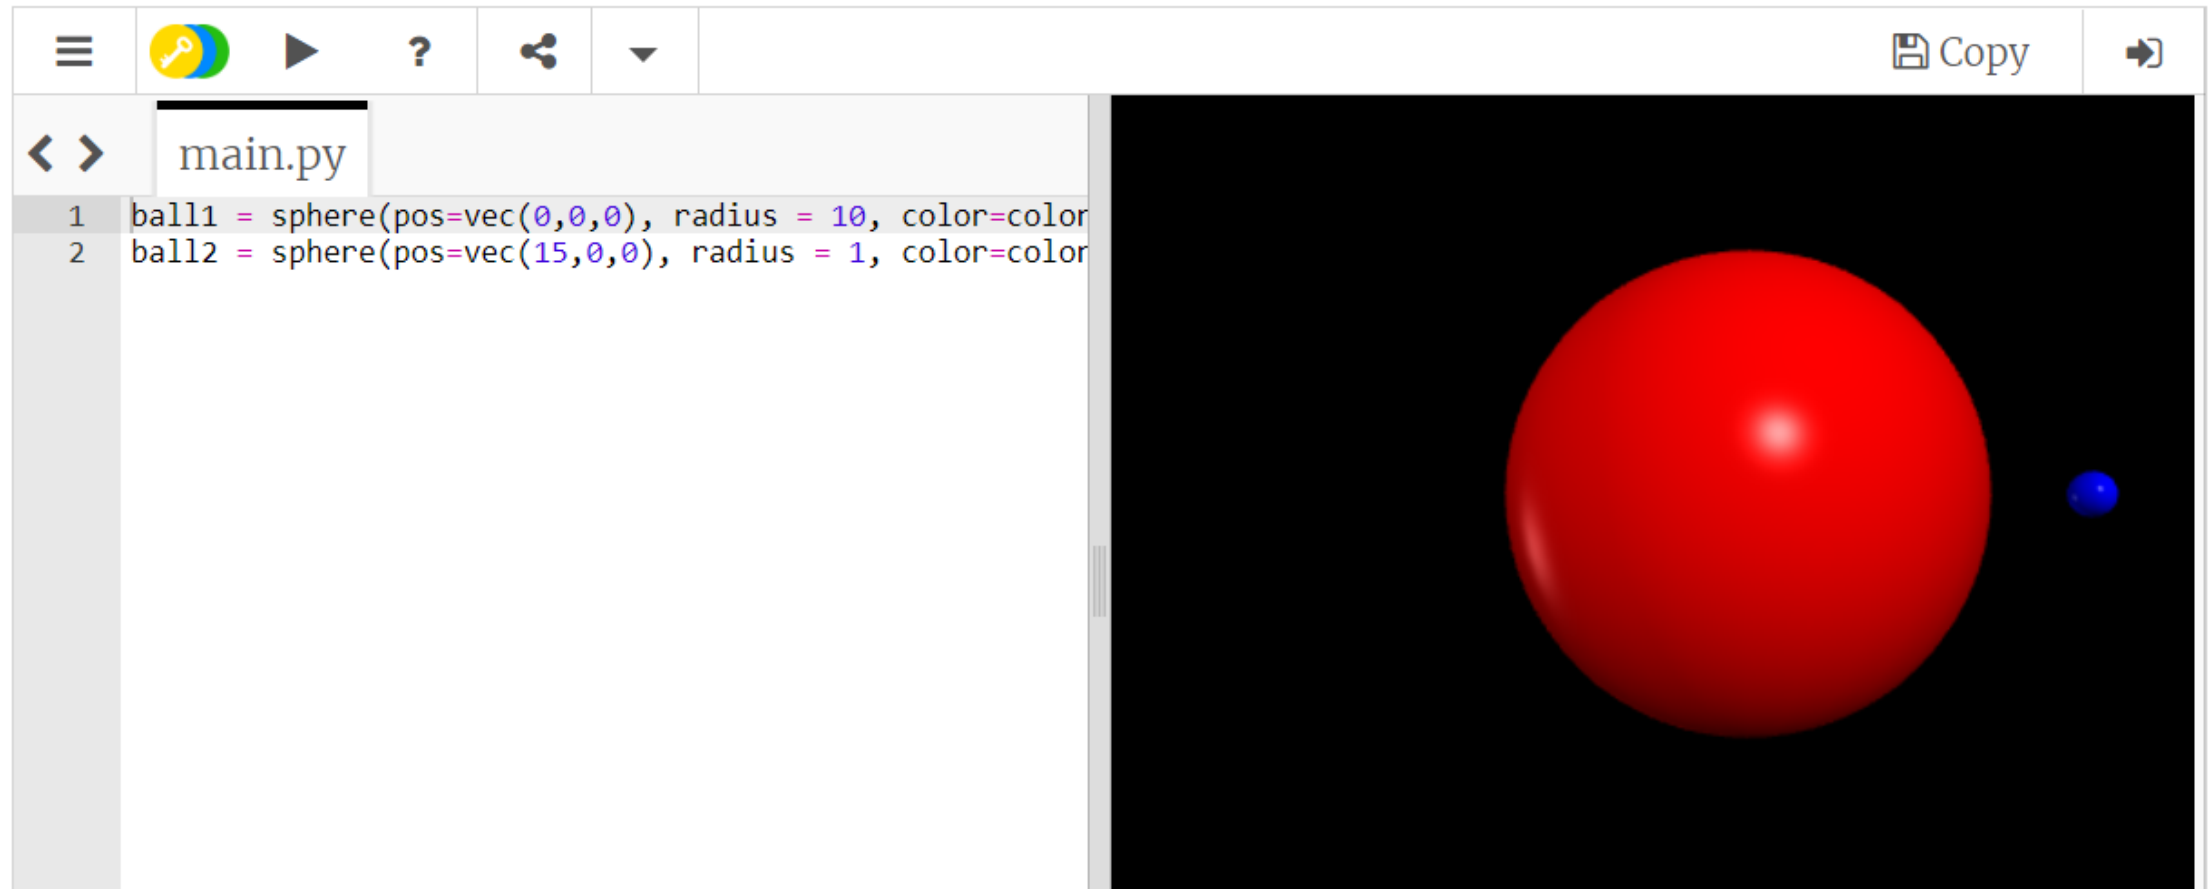 ? Copy
main.py
1 ball1 = sphere(pos=vec(0,0,0), radius = 10, color=color
2 ball2 = sphere(pos=vec(15,0,0), radius = 1, color=color